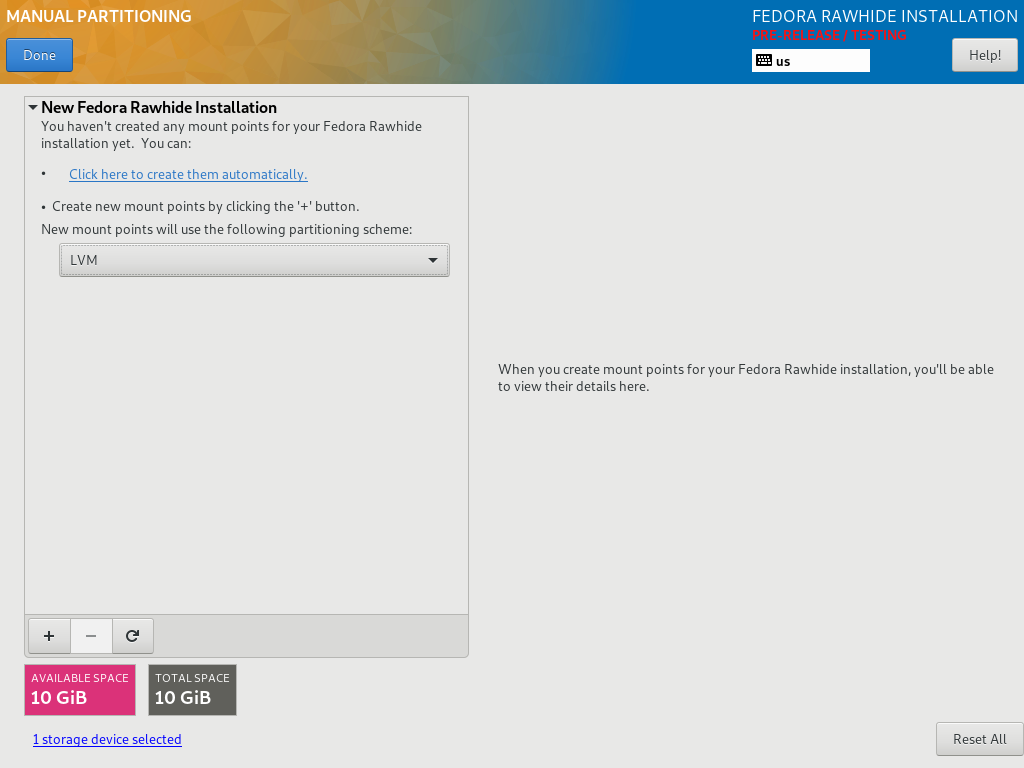 MANUAL PARTITIONING
FEDORA RAWHIDE INSTALLATION
PRE-RELEASE / TESTING
Done
us
Help!
New Fedora Rawhide Installation
You haven't created any mount points for your Fedora Rawhide
installation yet.  You can:
• Click here to create them automatically.
• Create new mount points by clicking the '+' button.
New mount points will use the following partitioning scheme:
LVM
When you create mount points for your Fedora Rawhide installation, you'll be able
to view their details here.
+ −
AVAILABLE SPACE
10 GiB
TOTAL SPACE
10 GiB
1 storage device selected
Reset All